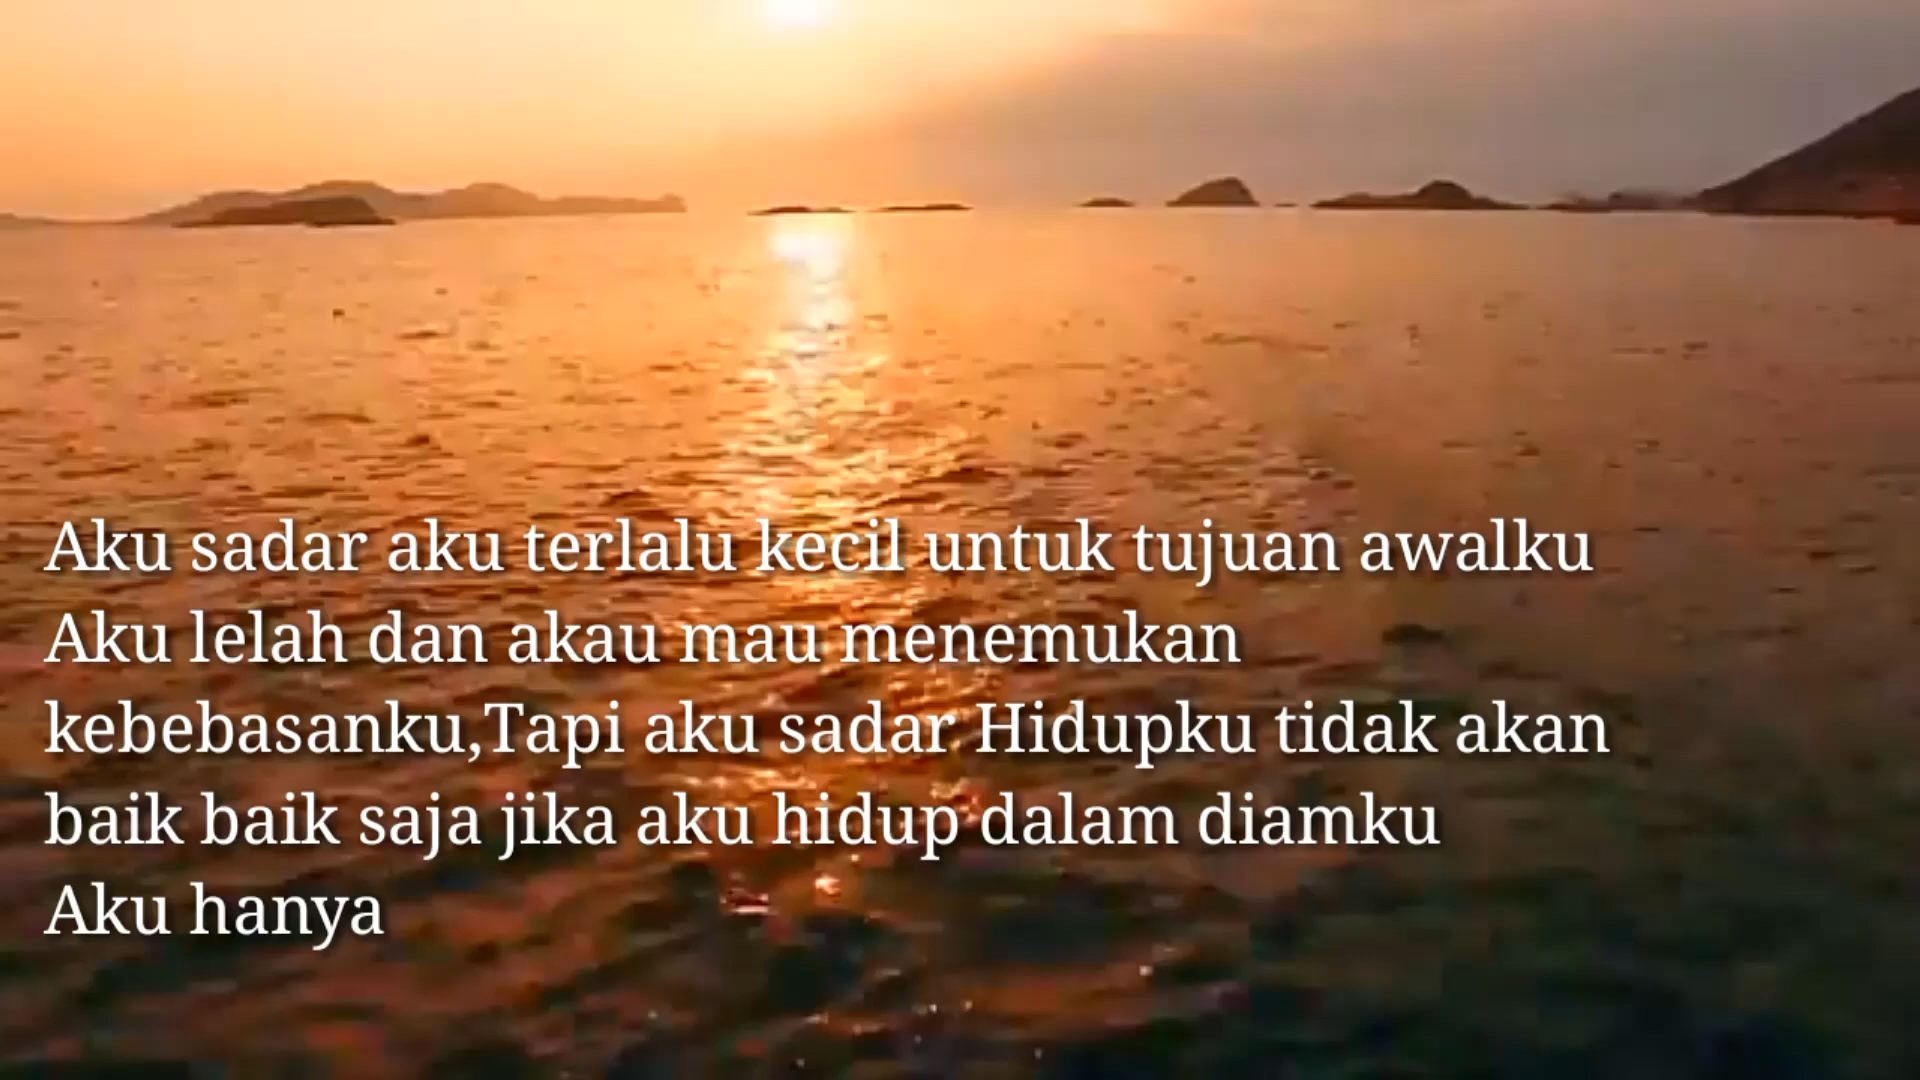 Aku sadar aku terlalu kecil untuk tujuan awalku
Aku lelah dan akau mau menemukan
kebebasanku,Tapi aku sadar Hidupku tidak akan
baik baik saja jika aku hidup dalam diamku
Aku hanya